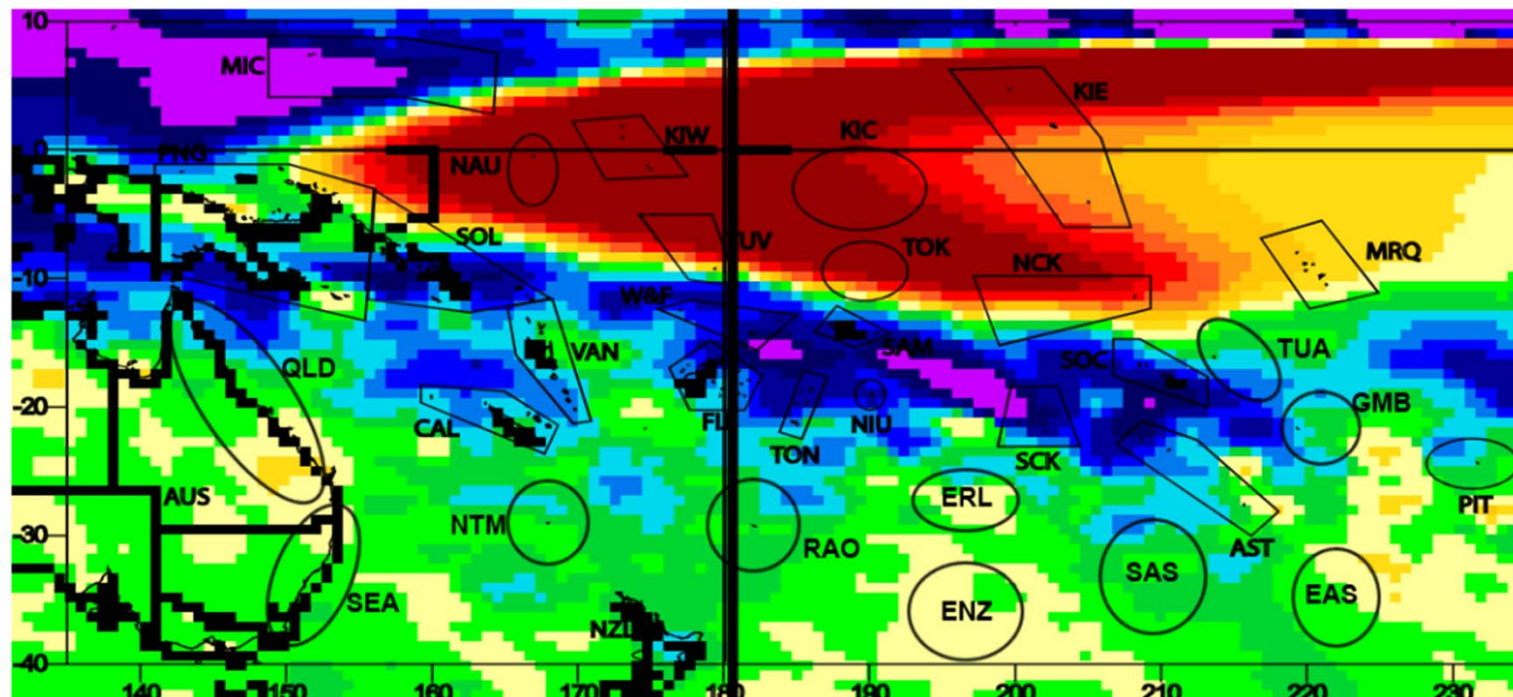 10
MIC
KIE
KIW
KIC
0
PNG
NAU
SOL
TUV
TOK
NCK
MRQ
-10
W&F
VAN
SAM
SOC
TUA
QLD
-20
CAL
FIJ
NIU
GMB
TON
SCK
AUS
ERL
PIT
NTM
-30
RAO
AST
SAS
EAS
SEA
ENZ
NZL
-40
140 150 160 170 180 190 200 210 220 230